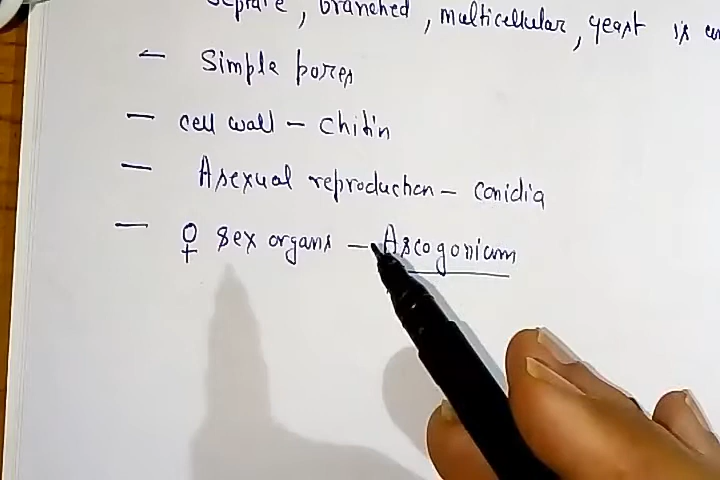 septate, branched, multicellular, yeast is
– Simple pores
– cell wall – chitin
– Asexual reproduction – conidia
– ♀ sex organs – Ascogonium